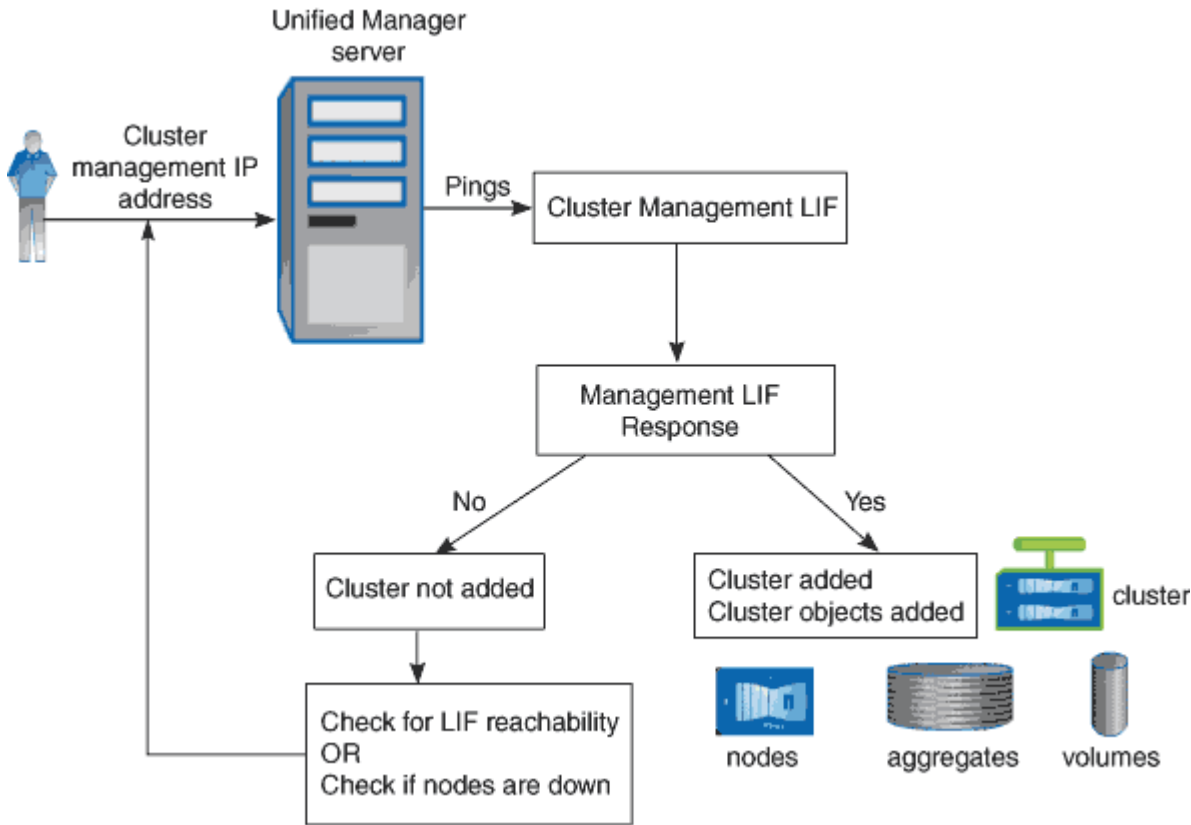 Unified Manager
server
Cluster
management IP
address
Pings
Cluster Management LIF
Management LIF
Response
No
Yes
Cluster not added
Cluster added
Cluster objects added
cluster
Check for LIF reachability
OR
Check if nodes are down
nodes
aggregates
volumes